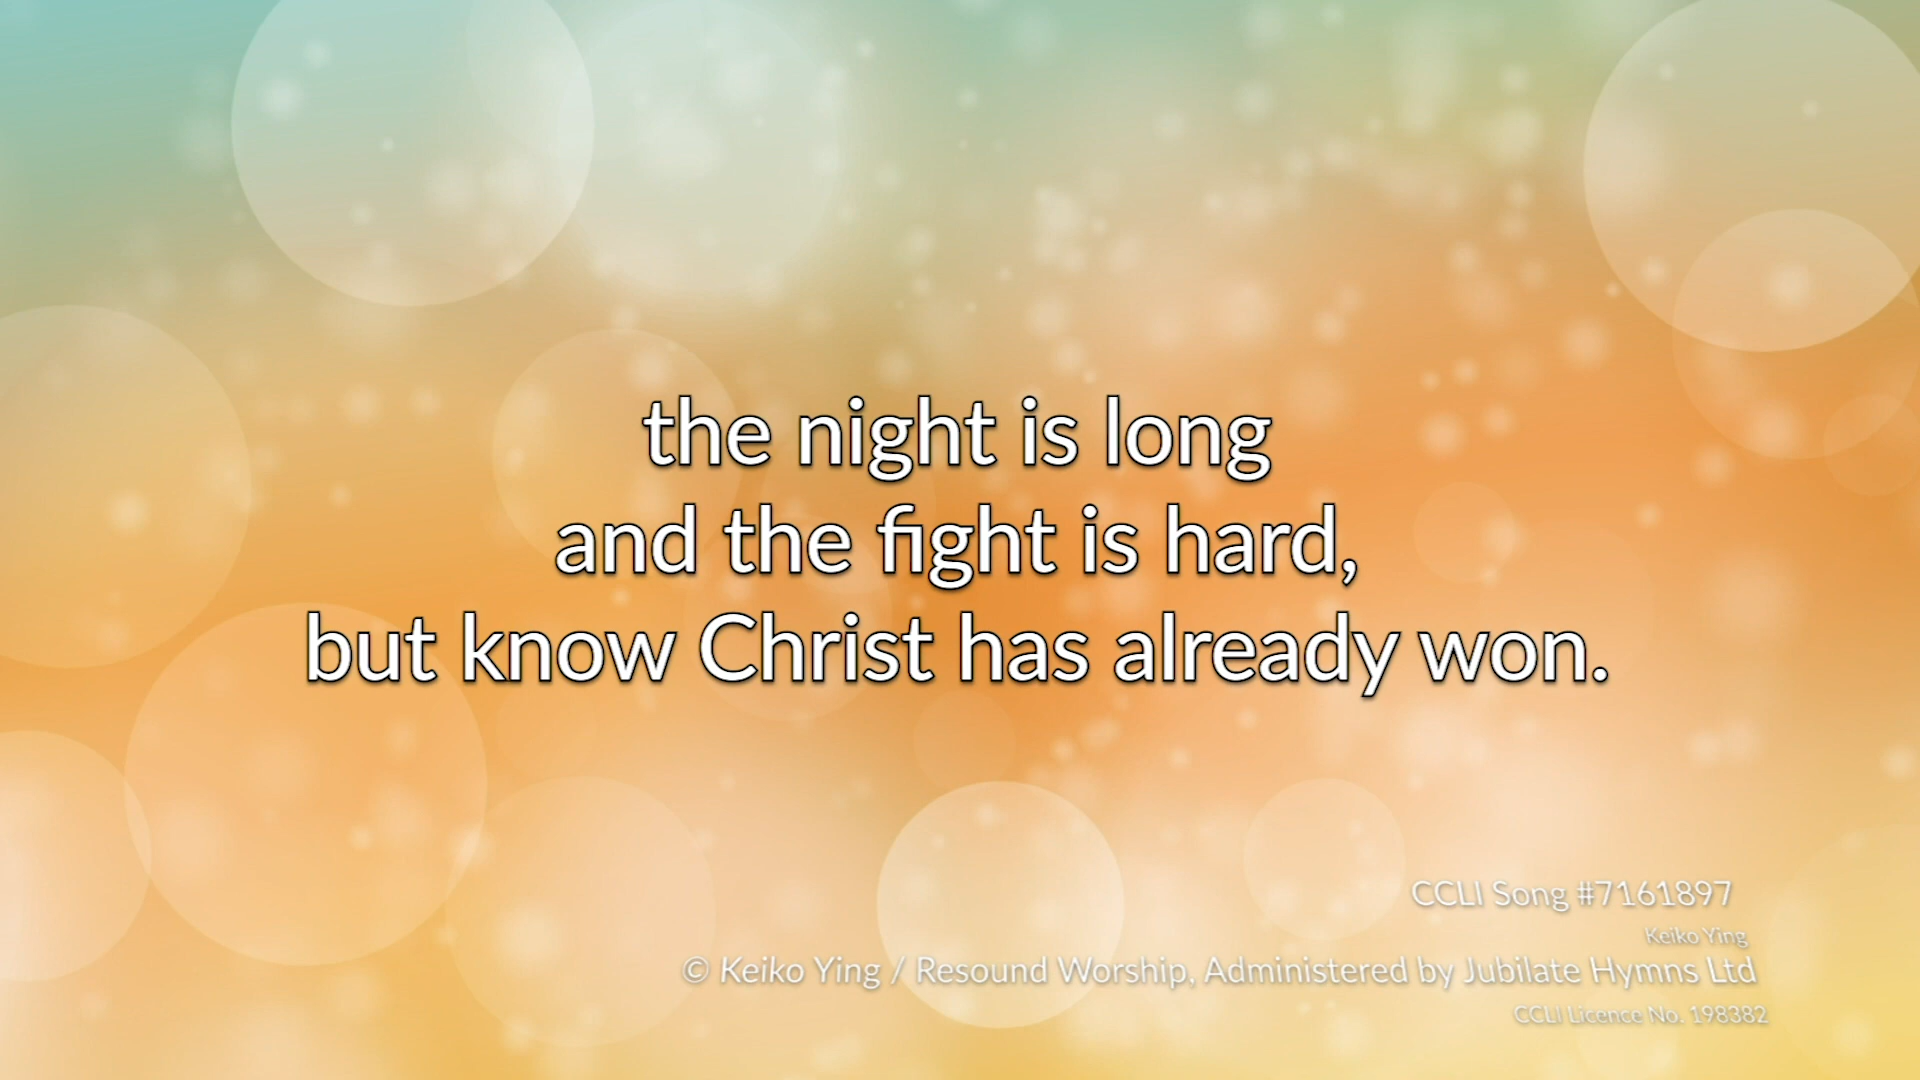 the night is long
and the fight is hard,
but know Christ has already won.
CCLI Song #7161897
Keiko Ying
© Keiko Ying / Resound Worship, Administered by Jubilate Hymns Ltd
CCLI Licence No. 198382